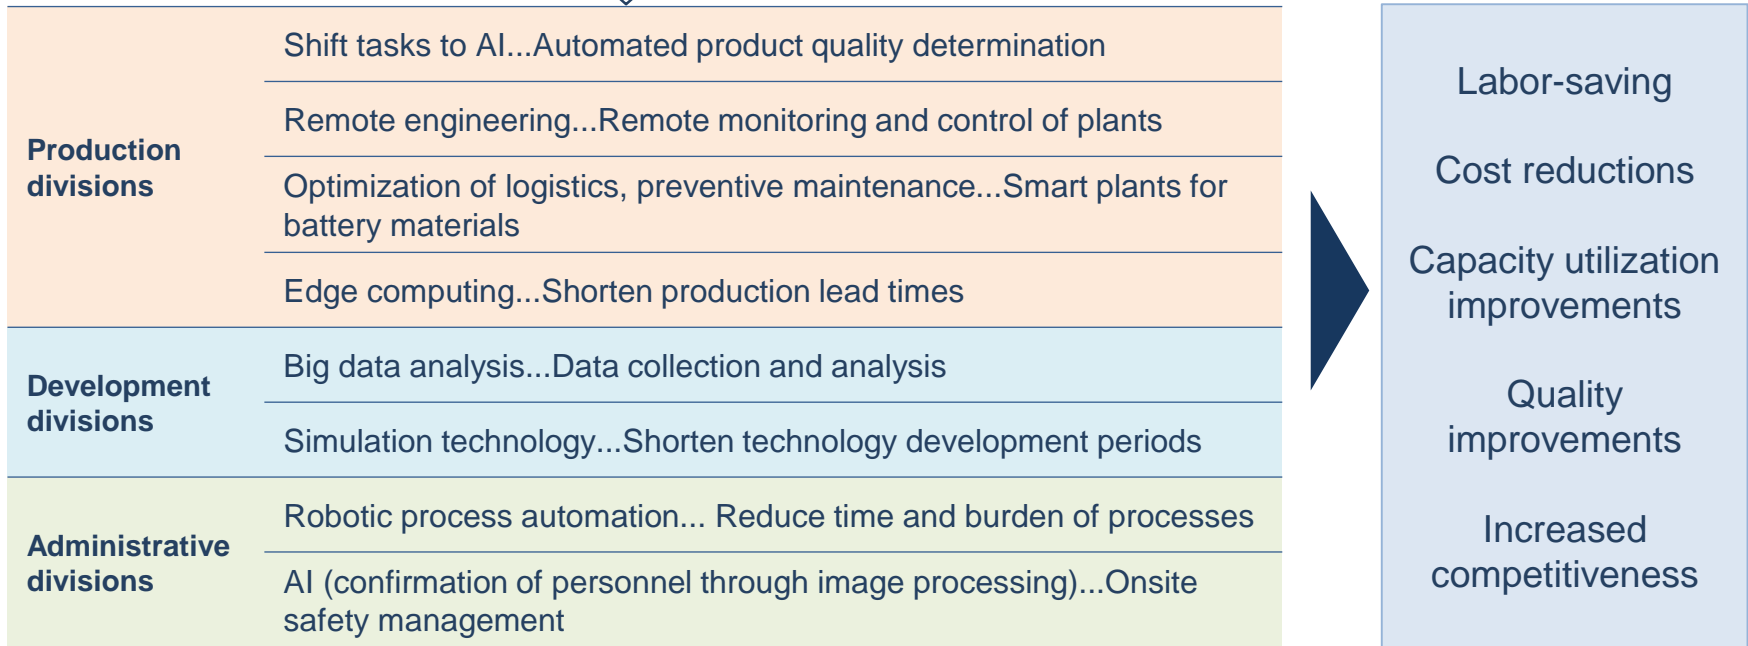 Production
divisions
Shift tasks to AI...Automated product quality determination
Remote engineering...Remote monitoring and control of plants
Optimization of logistics, preventive maintenance...Smart plants for
battery materials
Edge computing...Shorten production lead times
Development
divisions
Big data analysis...Data collection and analysis
Simulation technology...Shorten technology development periods
Administrative
divisions
Robotic process automation... Reduce time and burden of processes
AI (confirmation of personnel through image processing)...Onsite
safety management
Labor-saving
Cost reductions
Capacity utilization
improvements
Quality
improvements
Increased
competitiveness